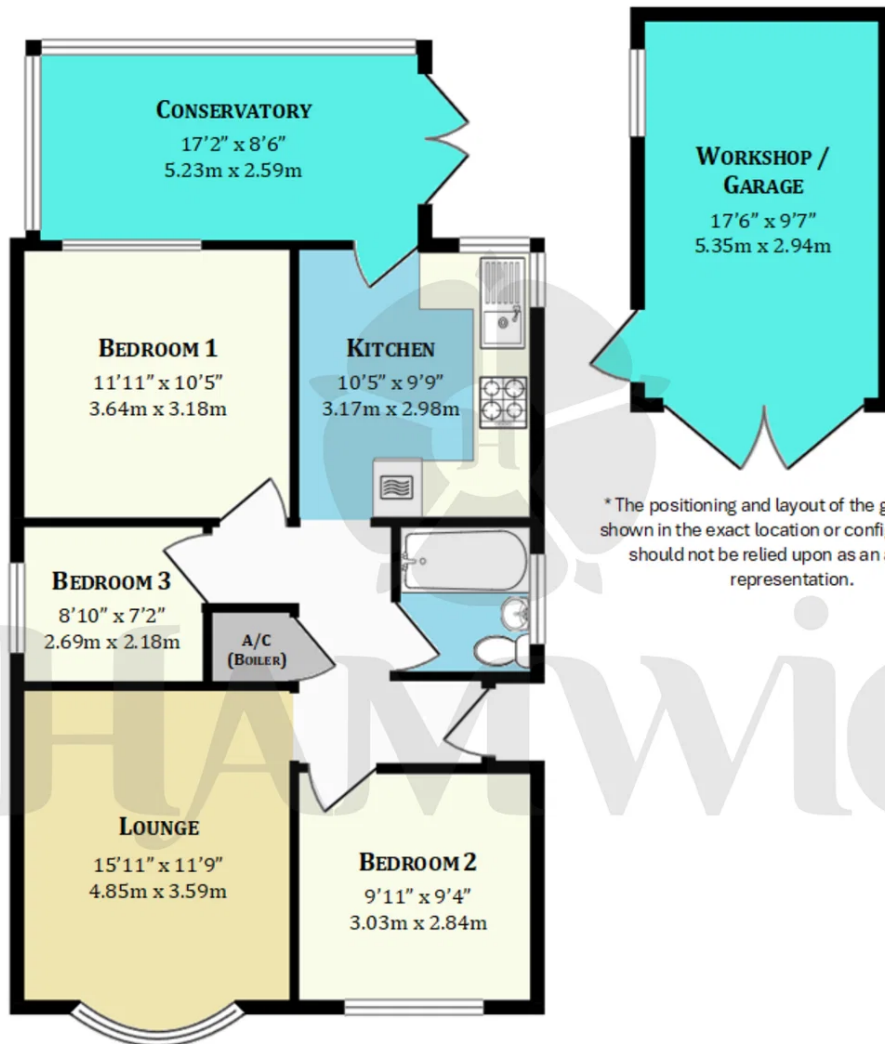 CONSERVATORY
17'2" x 8'6"
5.23m x 2.59m
WORKSHOP /
GARAGE
17'6" x 9'7"
5.35m x 2.94m
BEDROOM 1
11'11" x 10'5"
3.64m x 3.18m
KITCHEN
10'5" x 9'9"
3.17m x 2.98m
* The positioning and layout of the g
shown in the exact location or config
should not be relied upon as an a
representation.
BEDROOM 3
8'10" x 7'2"
2.69m x 2.18m
A/C
(BOILER)
LOUNGE
15'11" x 11'9"
4.85m x 3.59m
BEDROOM 2
9'11" x 9'4"
3.03m x 2.84m
H
HAMWIC